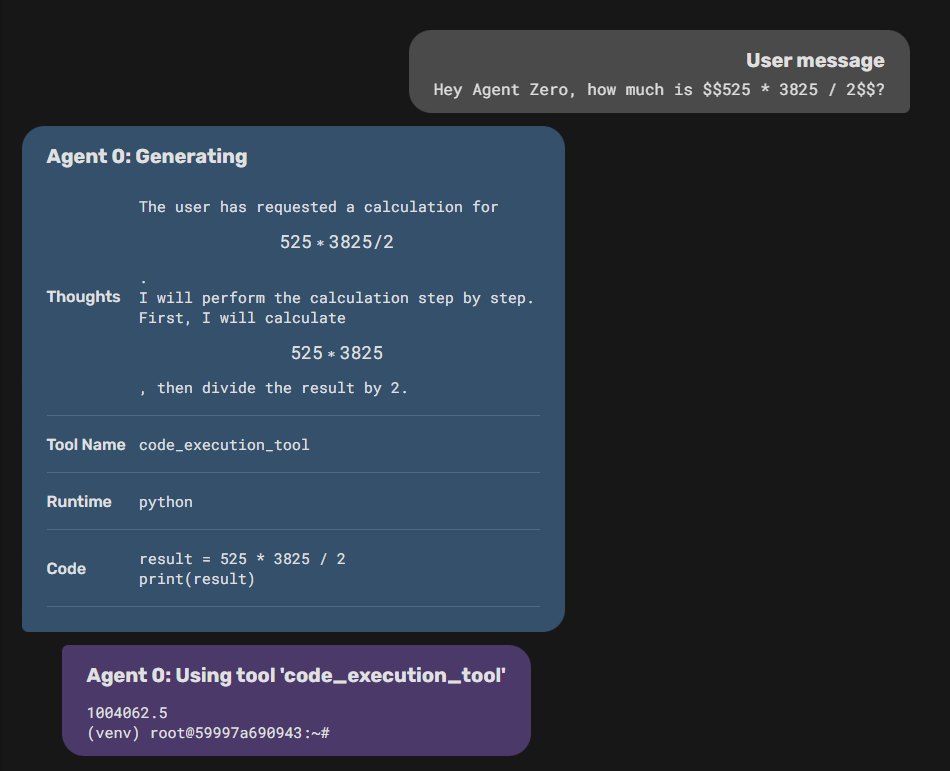 User message
Hey Agent Zero, how much is $$525 * 3825 / 2$$?
Agent 0: Generating
Thoughts
The user has requested a calculation for
525 * 3825/2
.
I will perform the calculation step by step.
First, I will calculate
525 * 3825
, then divide the result by 2.
Tool Name code_execution_tool
Runtime python
Code
result = 525 * 3825 / 2
print(result)
Agent 0: Using tool 'code_execution_tool'
1004062.5
(venv) root@59997a690943:~#